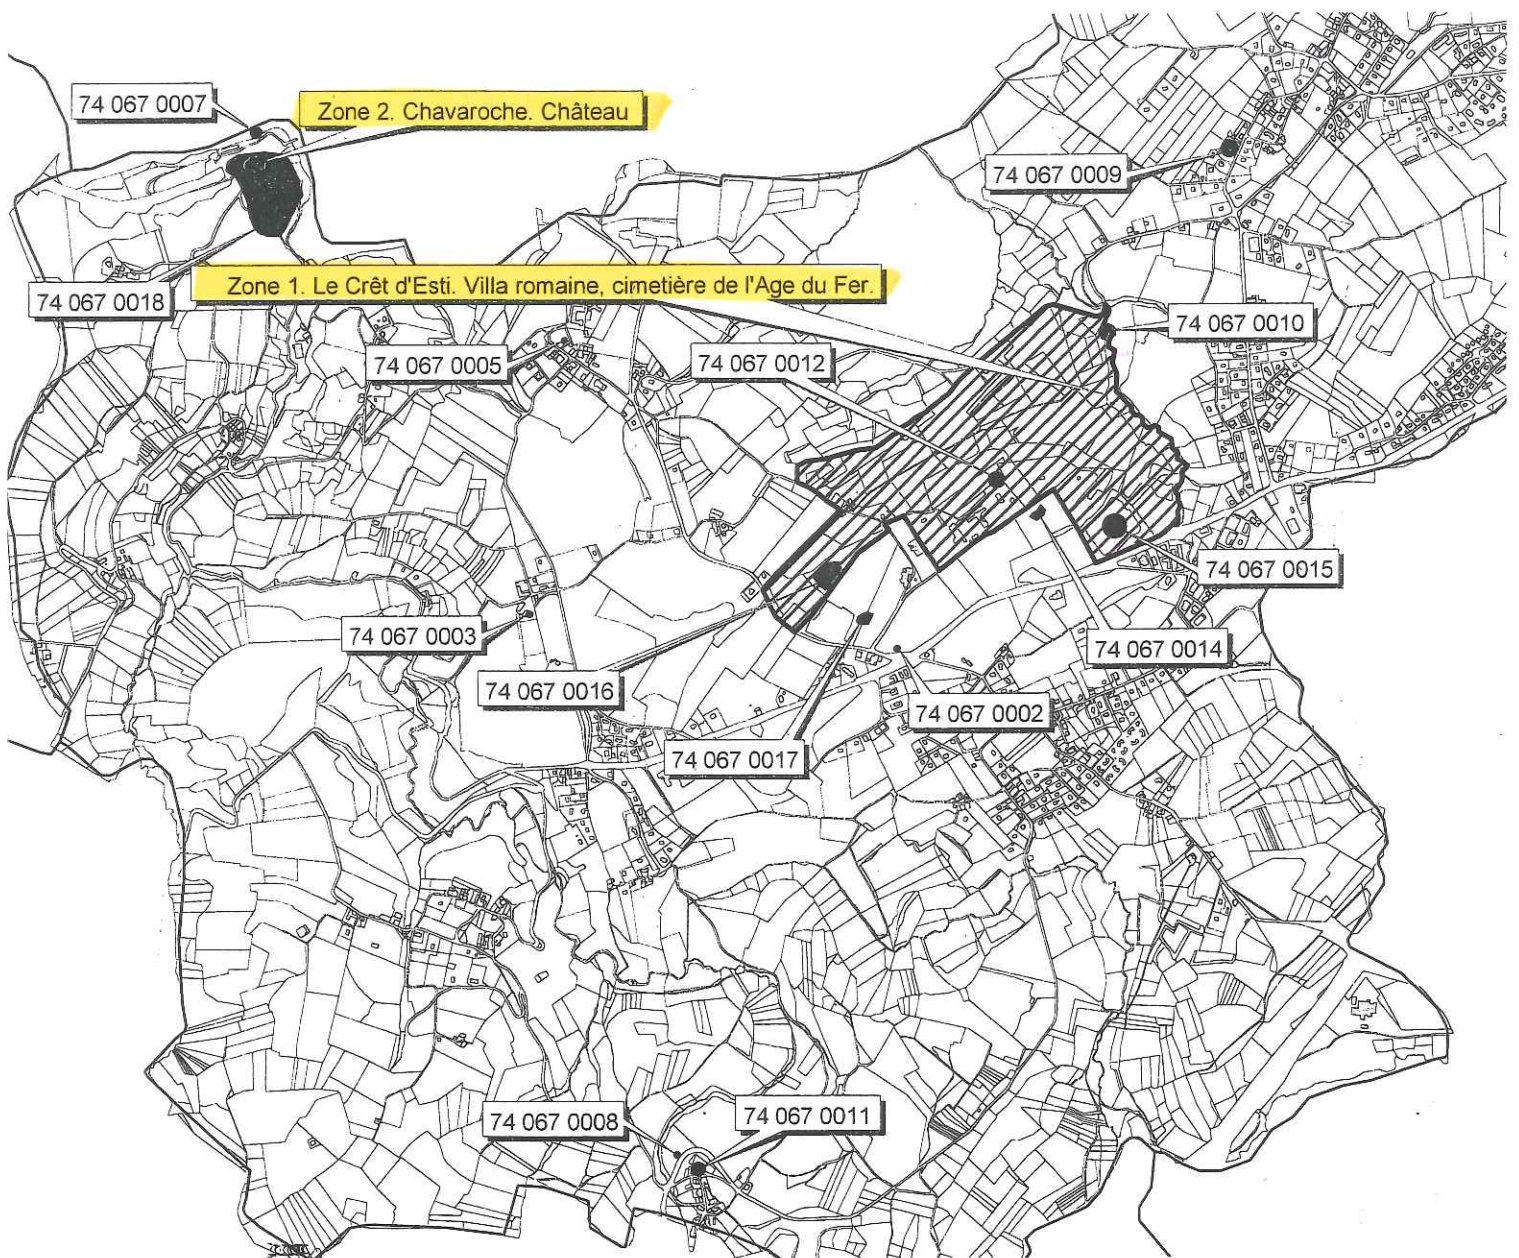 74 067 0007
Zone 2. Chavaroche. Château
74 067 0009
74 067 0018
Zone 1. Le Crêt d'Esti. Villa romaine, cimetière de l'Age du Fer.
74 067 0010
74 067 0005
74 067 0012
74 067 0015
74 067 0003
74 067 0014
74 067 0016
74 067 0002
74 067 0017
74 067 0008
74 067 0011